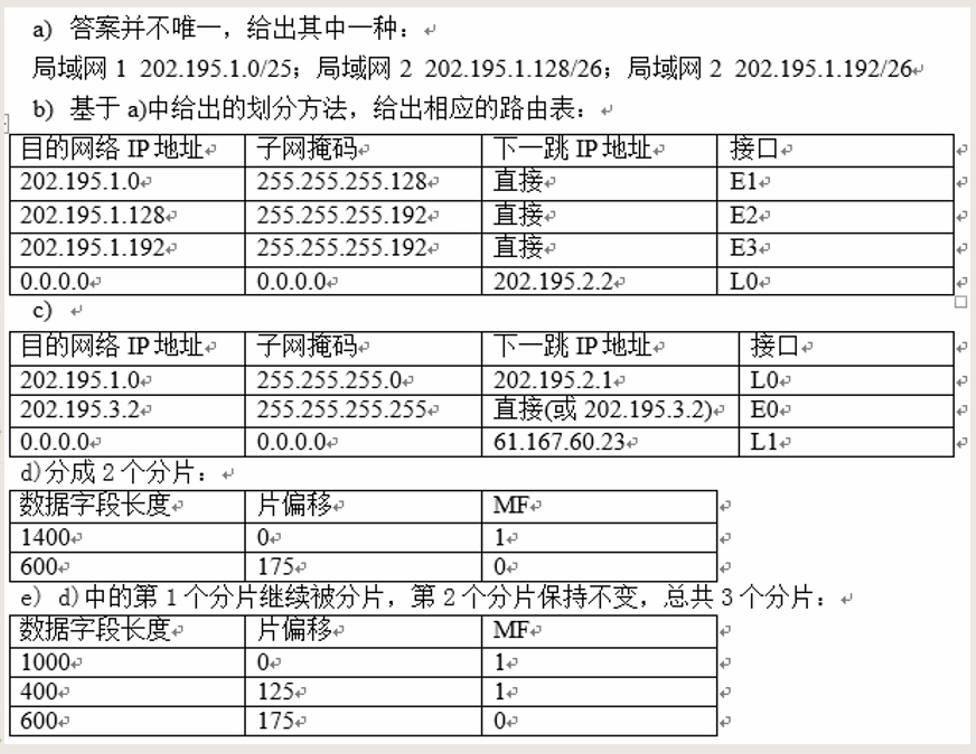 a) 答案并不唯一，给出其中一种：
局域网 1 202.195.1.0/25；局域网 2 202.195.1.128/26；局域网 2 202.195.1.192/26
b) 基于 a)中给出的划分方法，给出相应的路由表：
目的网络 IP 地址 子网掩码 下一跳 IP 地址 接口
202.195.1.0 255.255.255.128 直接 E1
202.195.1.128 255.255.255.192 直接 E2
202.195.1.192 255.255.255.192 直接 E3
0.0.0.0 0.0.0.0 202.195.2.2 L0
c)
目的网络 IP 地址 子网掩码 下一跳 IP 地址 接口
202.195.1.0 255.255.255.0 202.195.2.1 L0
202.195.3.2 255.255.255.255 直接(或 202.195.3.2) E0
0.0.0.0 0.0.0.0 61.167.60.23 L1
d)分成 2 个分片：
数据字段长度 片偏移 MF
1400 0 1
600 175 0
e) d)中的第 1 个分片继续被分片，第 2 个分片保持不变，总共 3 个分片：
数据字段长度 片偏移 MF
1000 0 1
400 125 1
600 175 0